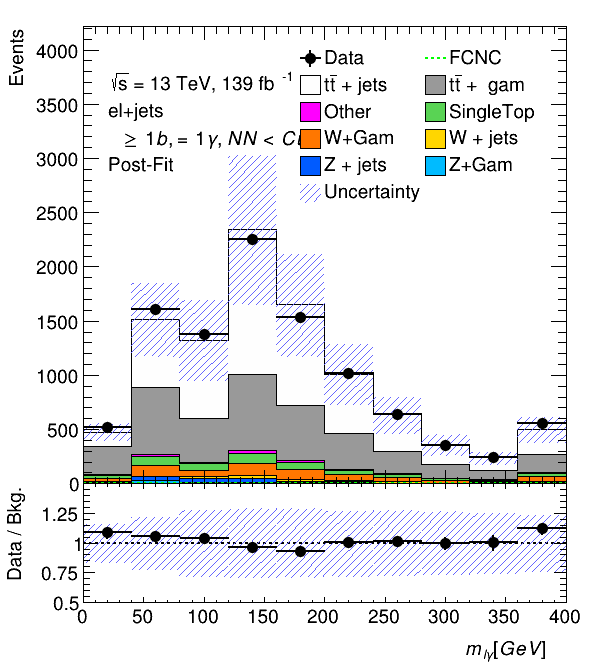 Events
4000
3500
3000
2500
2000
1500
1000
500
0
√s = 13 TeV, 139 fb⁻¹
el+jets
≥ 1b, = 1γ, NN < C
Post-Fit
Data
FCNC
tt̄ + jets
tt̄ + gam
Other
SingleTop
W+Gam
W + jets
Z + jets
Z+Gam
Uncertainty
Data / Bkg.
1.25
1
0.75
0.5
0 50 100 150 200 250 300 350 400
m_lγ[GeV]